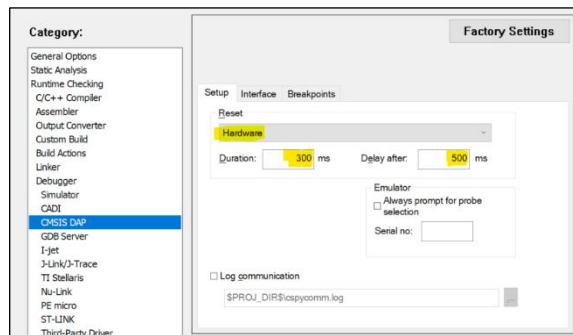 Category:
Factory Settings
General Options
Static Analysis
Runtime Checking
C/C++ Compiler
Assembler
Output Converter
Custom Build
Build Actions
Linker
Debugger
Simulator
CADI
CMSIS DAP
GDB Server
I-jet
J-Link/J-Trace
TI Stellaris
Nu-Link
PE micro
ST-LINK
Third-Party Driver
Setup Interface Breakpoints
Reset
Hardware
Duration: 300 ms Delay after: 500 ms
Emulator
Always prompt for probe
selection
Serial no:
Log communication
$PROJ_DIR$\cspycomm.log
...